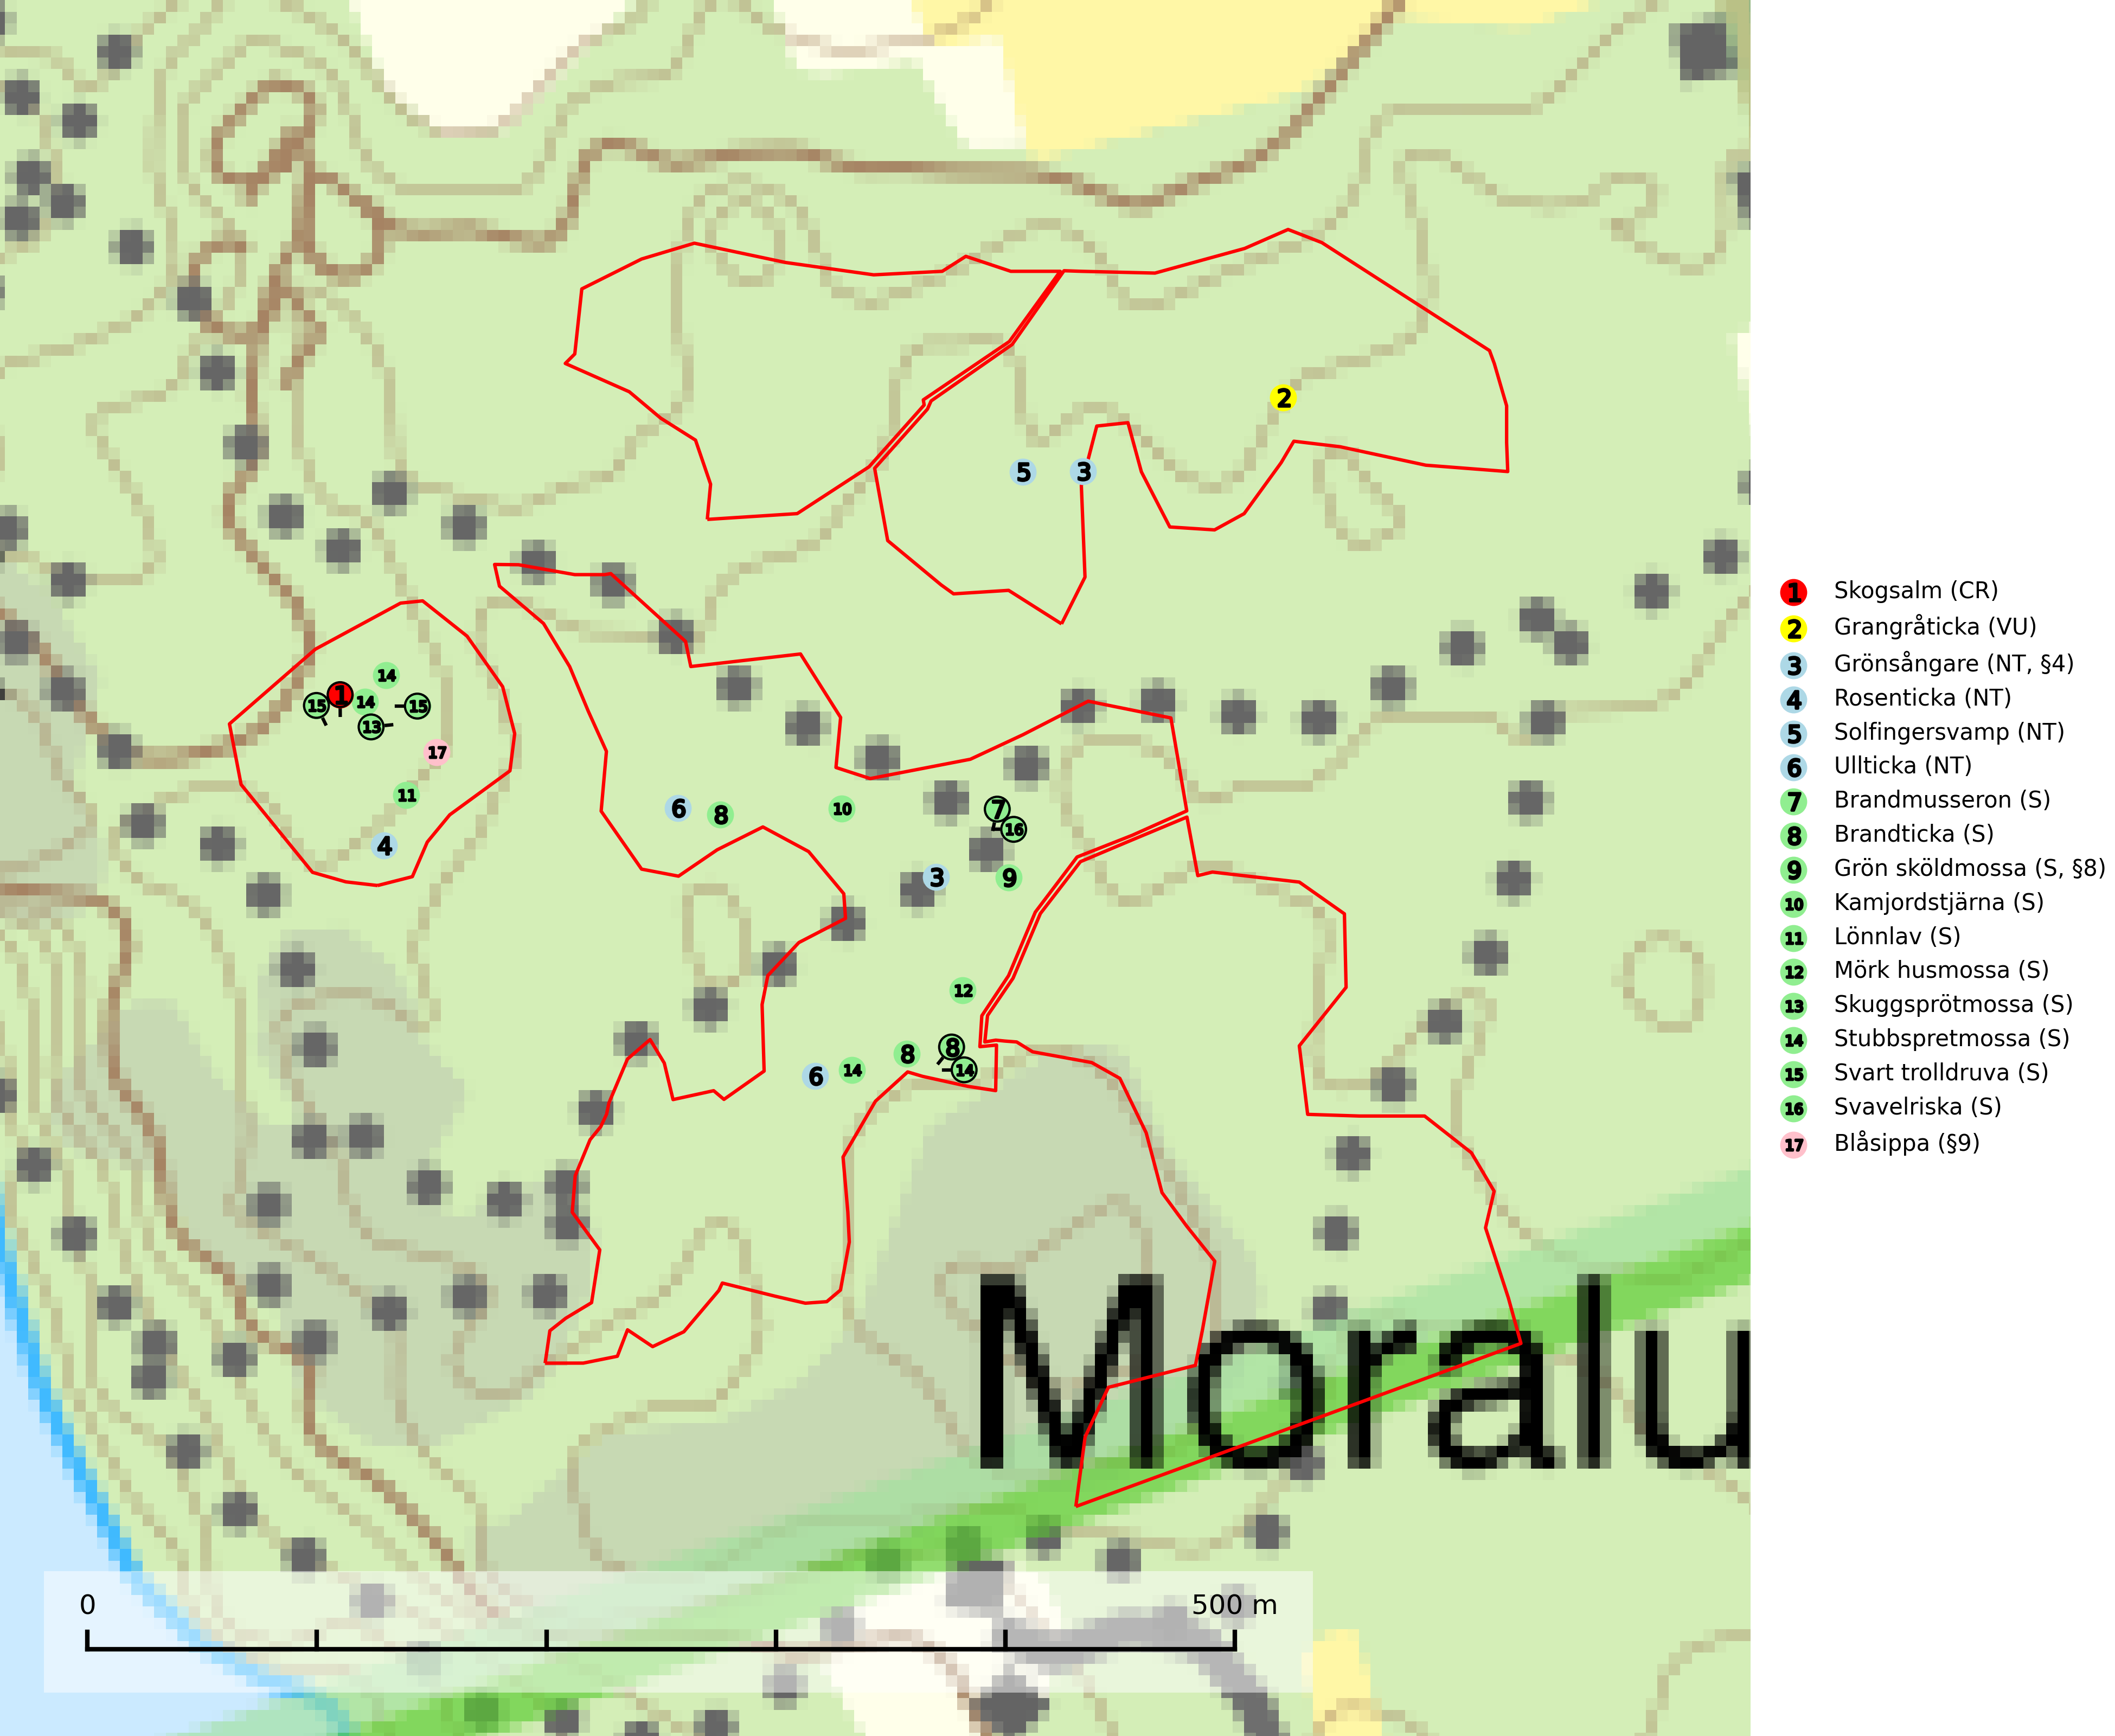 2
5 3
14
1
15 14 15
13
17
11
4
6 8 10 7
16
3 9
12
8 8
6 14 14
Moralu
0 500 m
1 Skogsalm (CR)
2 Grangråticka (VU)
3 Grönsångare (NT, §4)
4 Rosenticka (NT)
5 Solfingersvamp (NT)
6 Ullticka (NT)
7 Brandmusseron (S)
8 Brandticka (S)
9 Grön sköldmossa (S, §8)
10 Kamjordstjärna (S)
11 Lönnlav (S)
12 Mörk husmossa (S)
13 Skuggsprötmossa (S)
14 Stubbspretmossa (S)
15 Svart trolldruva (S)
16 Svavelriska (S)
17 Blåsippa (§9)